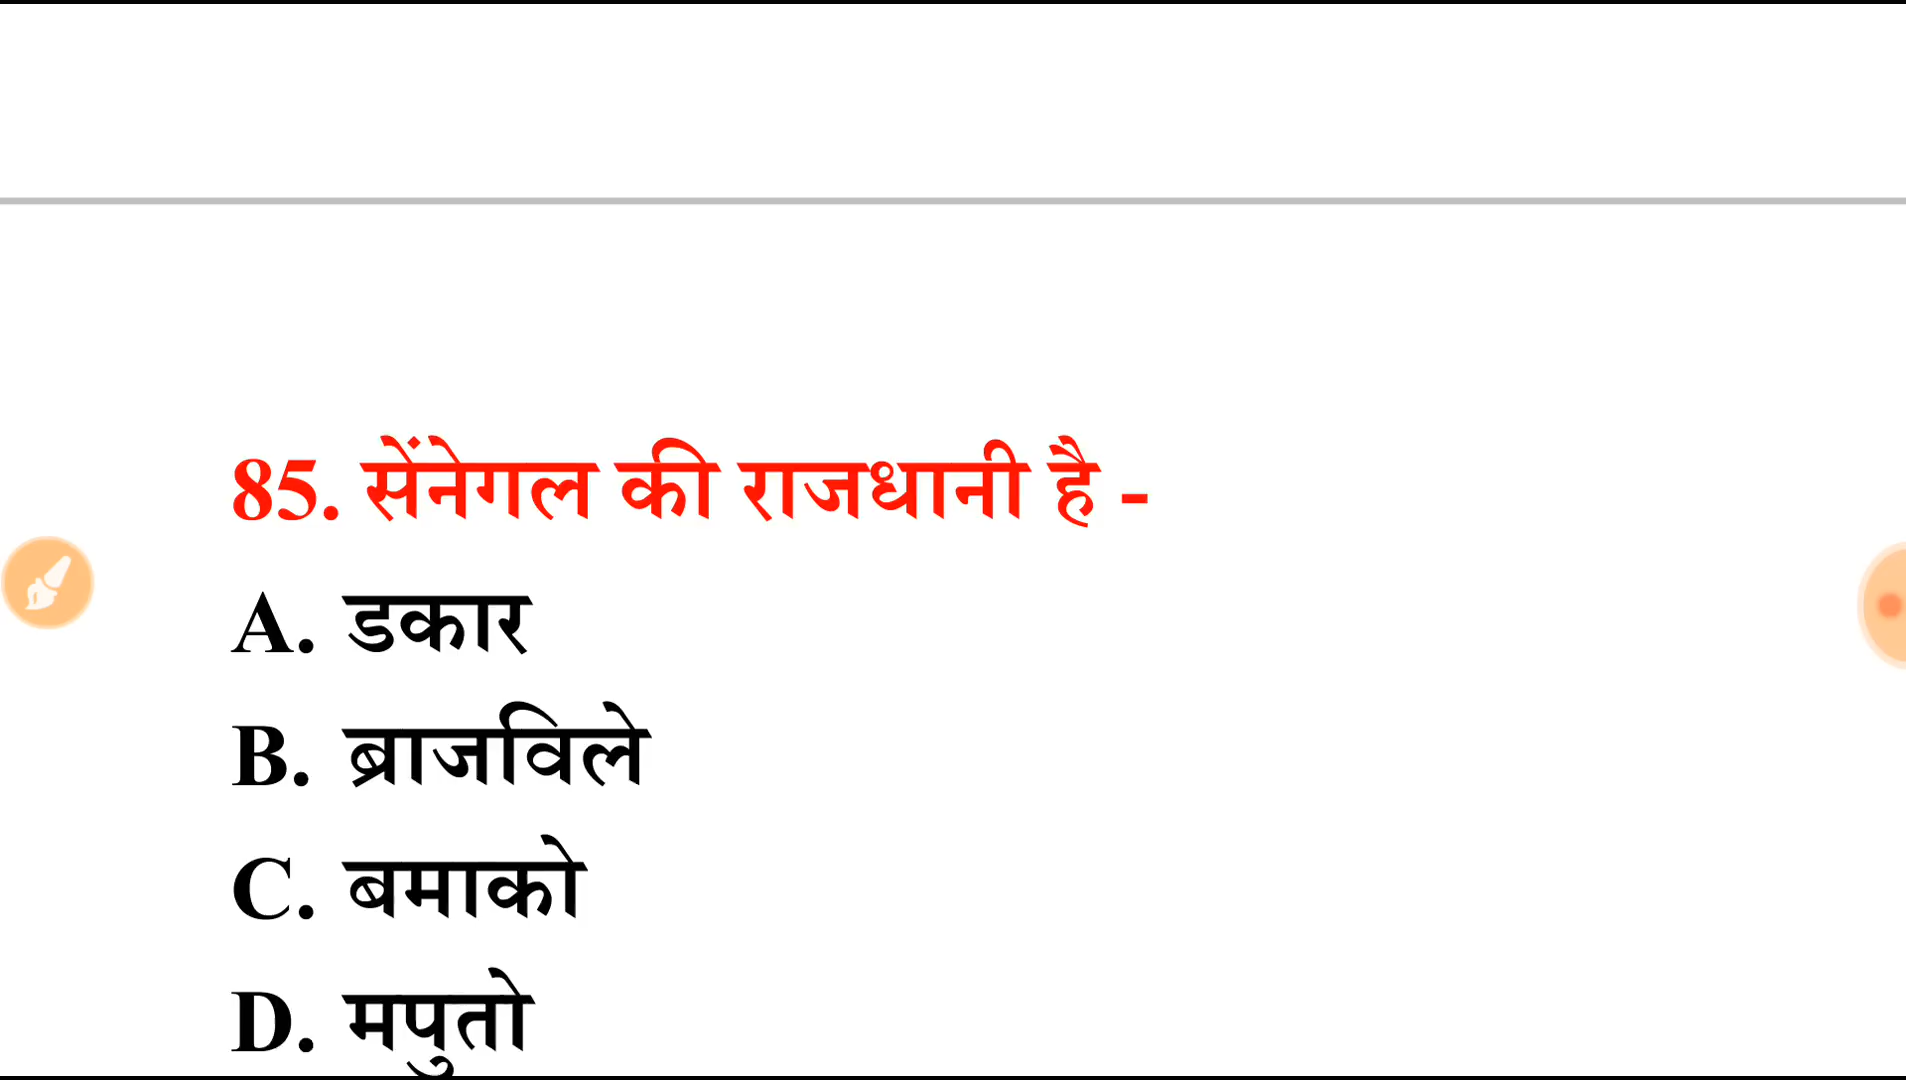 85. सेंनेगल की राजधानी है -
A. डकार
B. ब्राजविले
C. बमाको
D. मपुतो